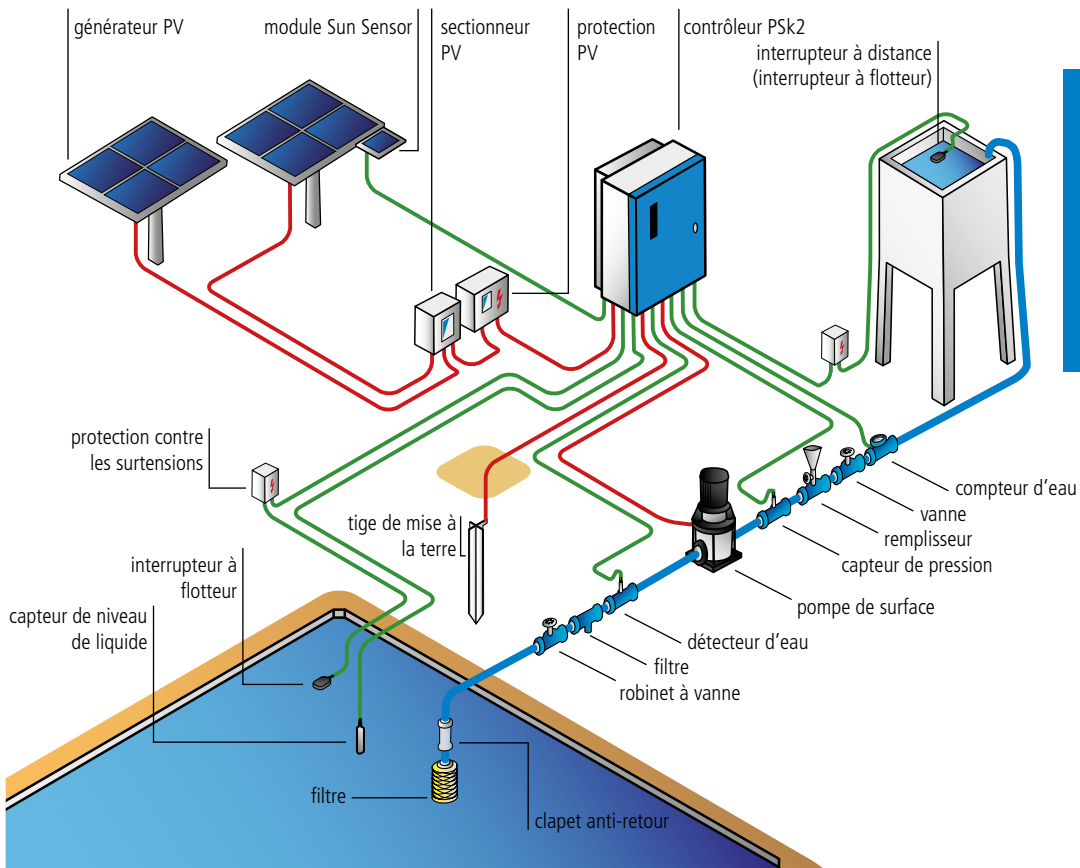 générateur PV
module Sun Sensor
sectionneur
PV
protection
PV
contrôleur PSk2
interrupteur à distance
(interrupteur à flotteur)
protection contre
les surtensions
tige de mise à
la terre
interrupteur à
flotteur
capteur de niveau
de liquide
compteur d'eau
vanne
remplisseur
capteur de pression
pompe de surface
détecteur d'eau
filtre
robinet à vanne
filtre
clapet anti-retour